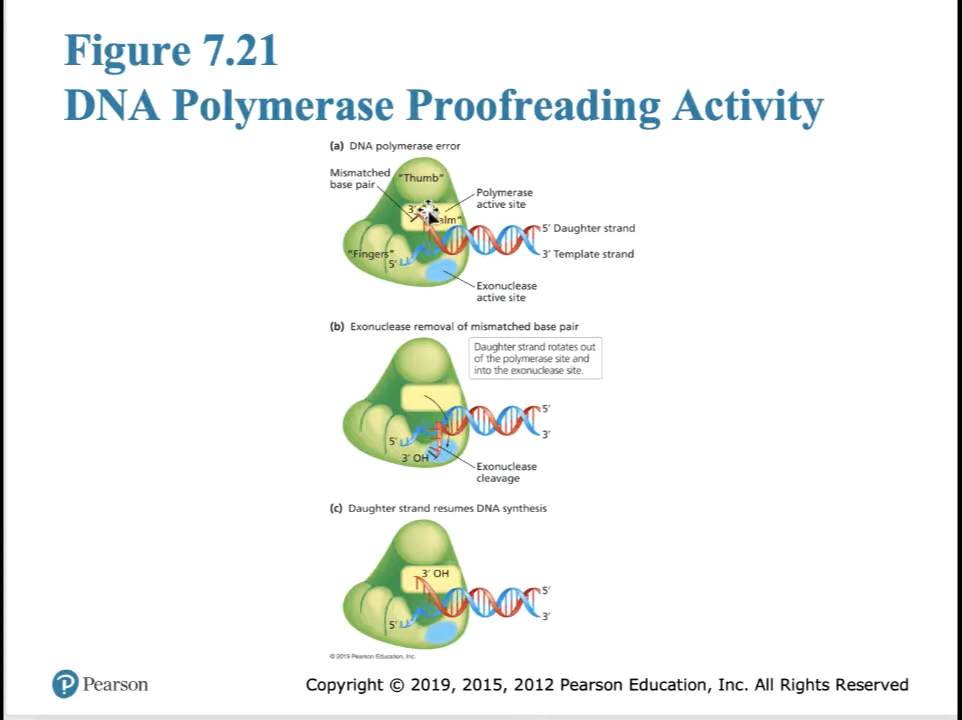 Figure 7.21
DNA Polymerase Proofreading Activity
(a) DNA polymerase error
Mismatched
base pair
"Thumb"
Polymerase
active site
3'
alm"
5' Daughter strand
"Fingers"
5'
3' Template strand
Exonuclease
active site
(b) Exonuclease removal of mismatched base pair
Daughter strand rotates out
of the polymerase site and
into the exonuclease site.
5'
3'
5'
3' OH
Exonuclease
cleavage
(c) Daughter strand resumes DNA synthesis
3' OH
5'
3'
5'
© 2019 Pearson Education, Inc.
Pearson
Copyright © 2019, 2015, 2012 Pearson Education, Inc. All Rights Reserved